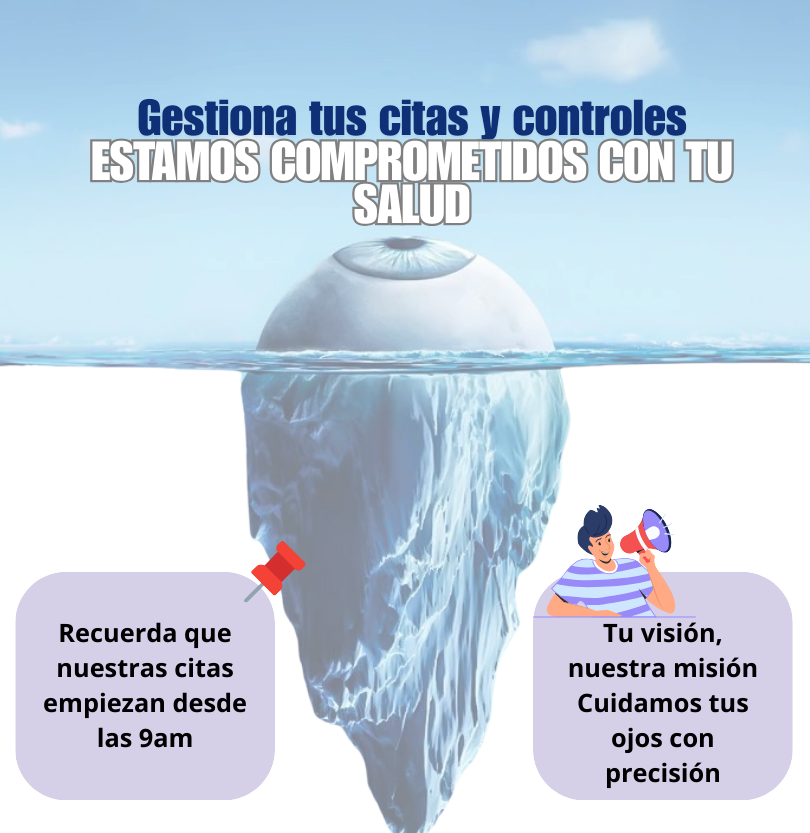 Gestiona tus citas y controles
ESTAMOS COMPROMETIDOS CON TU
SALUD
Recuerda que
nuestras citas
empiezan desde
las 9am
Tu visión,
nuestra misión
Cuidamos tus
ojos con
precisión